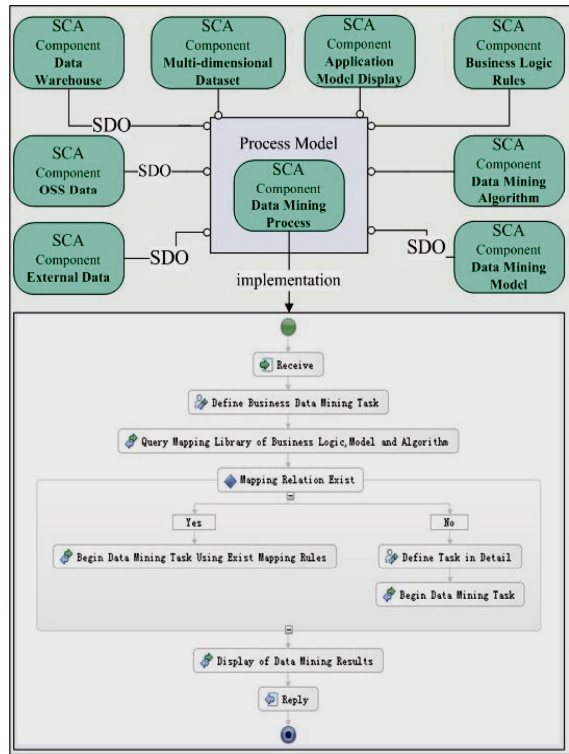 SCA
Component
Data
Warehouse
SCA
Component
Multi-dimensional
Dataset
SCA
Component
Application
Model Display
SCA
Component
Business Logic
Rules
SDO
SCA
Component
OSS Data
SDO
Process Model
SCA
Component
Data Mining
Process
SCA
Component
Data Mining
Algorithm
SCA
Component
External Data
SDO
SDO
SCA
Component
Data Mining
Model
implementation
Receive
Define Business Data Mining Task
Query Mapping Library of Business Logic,Model and Algorithm
Mapping Relation Exist
Yes
No
Begin Data Mining Task Using Exist Mapping Rules
Define Task in Detail
Begin Data Mining Task
Display of Data Mining Results
Reply